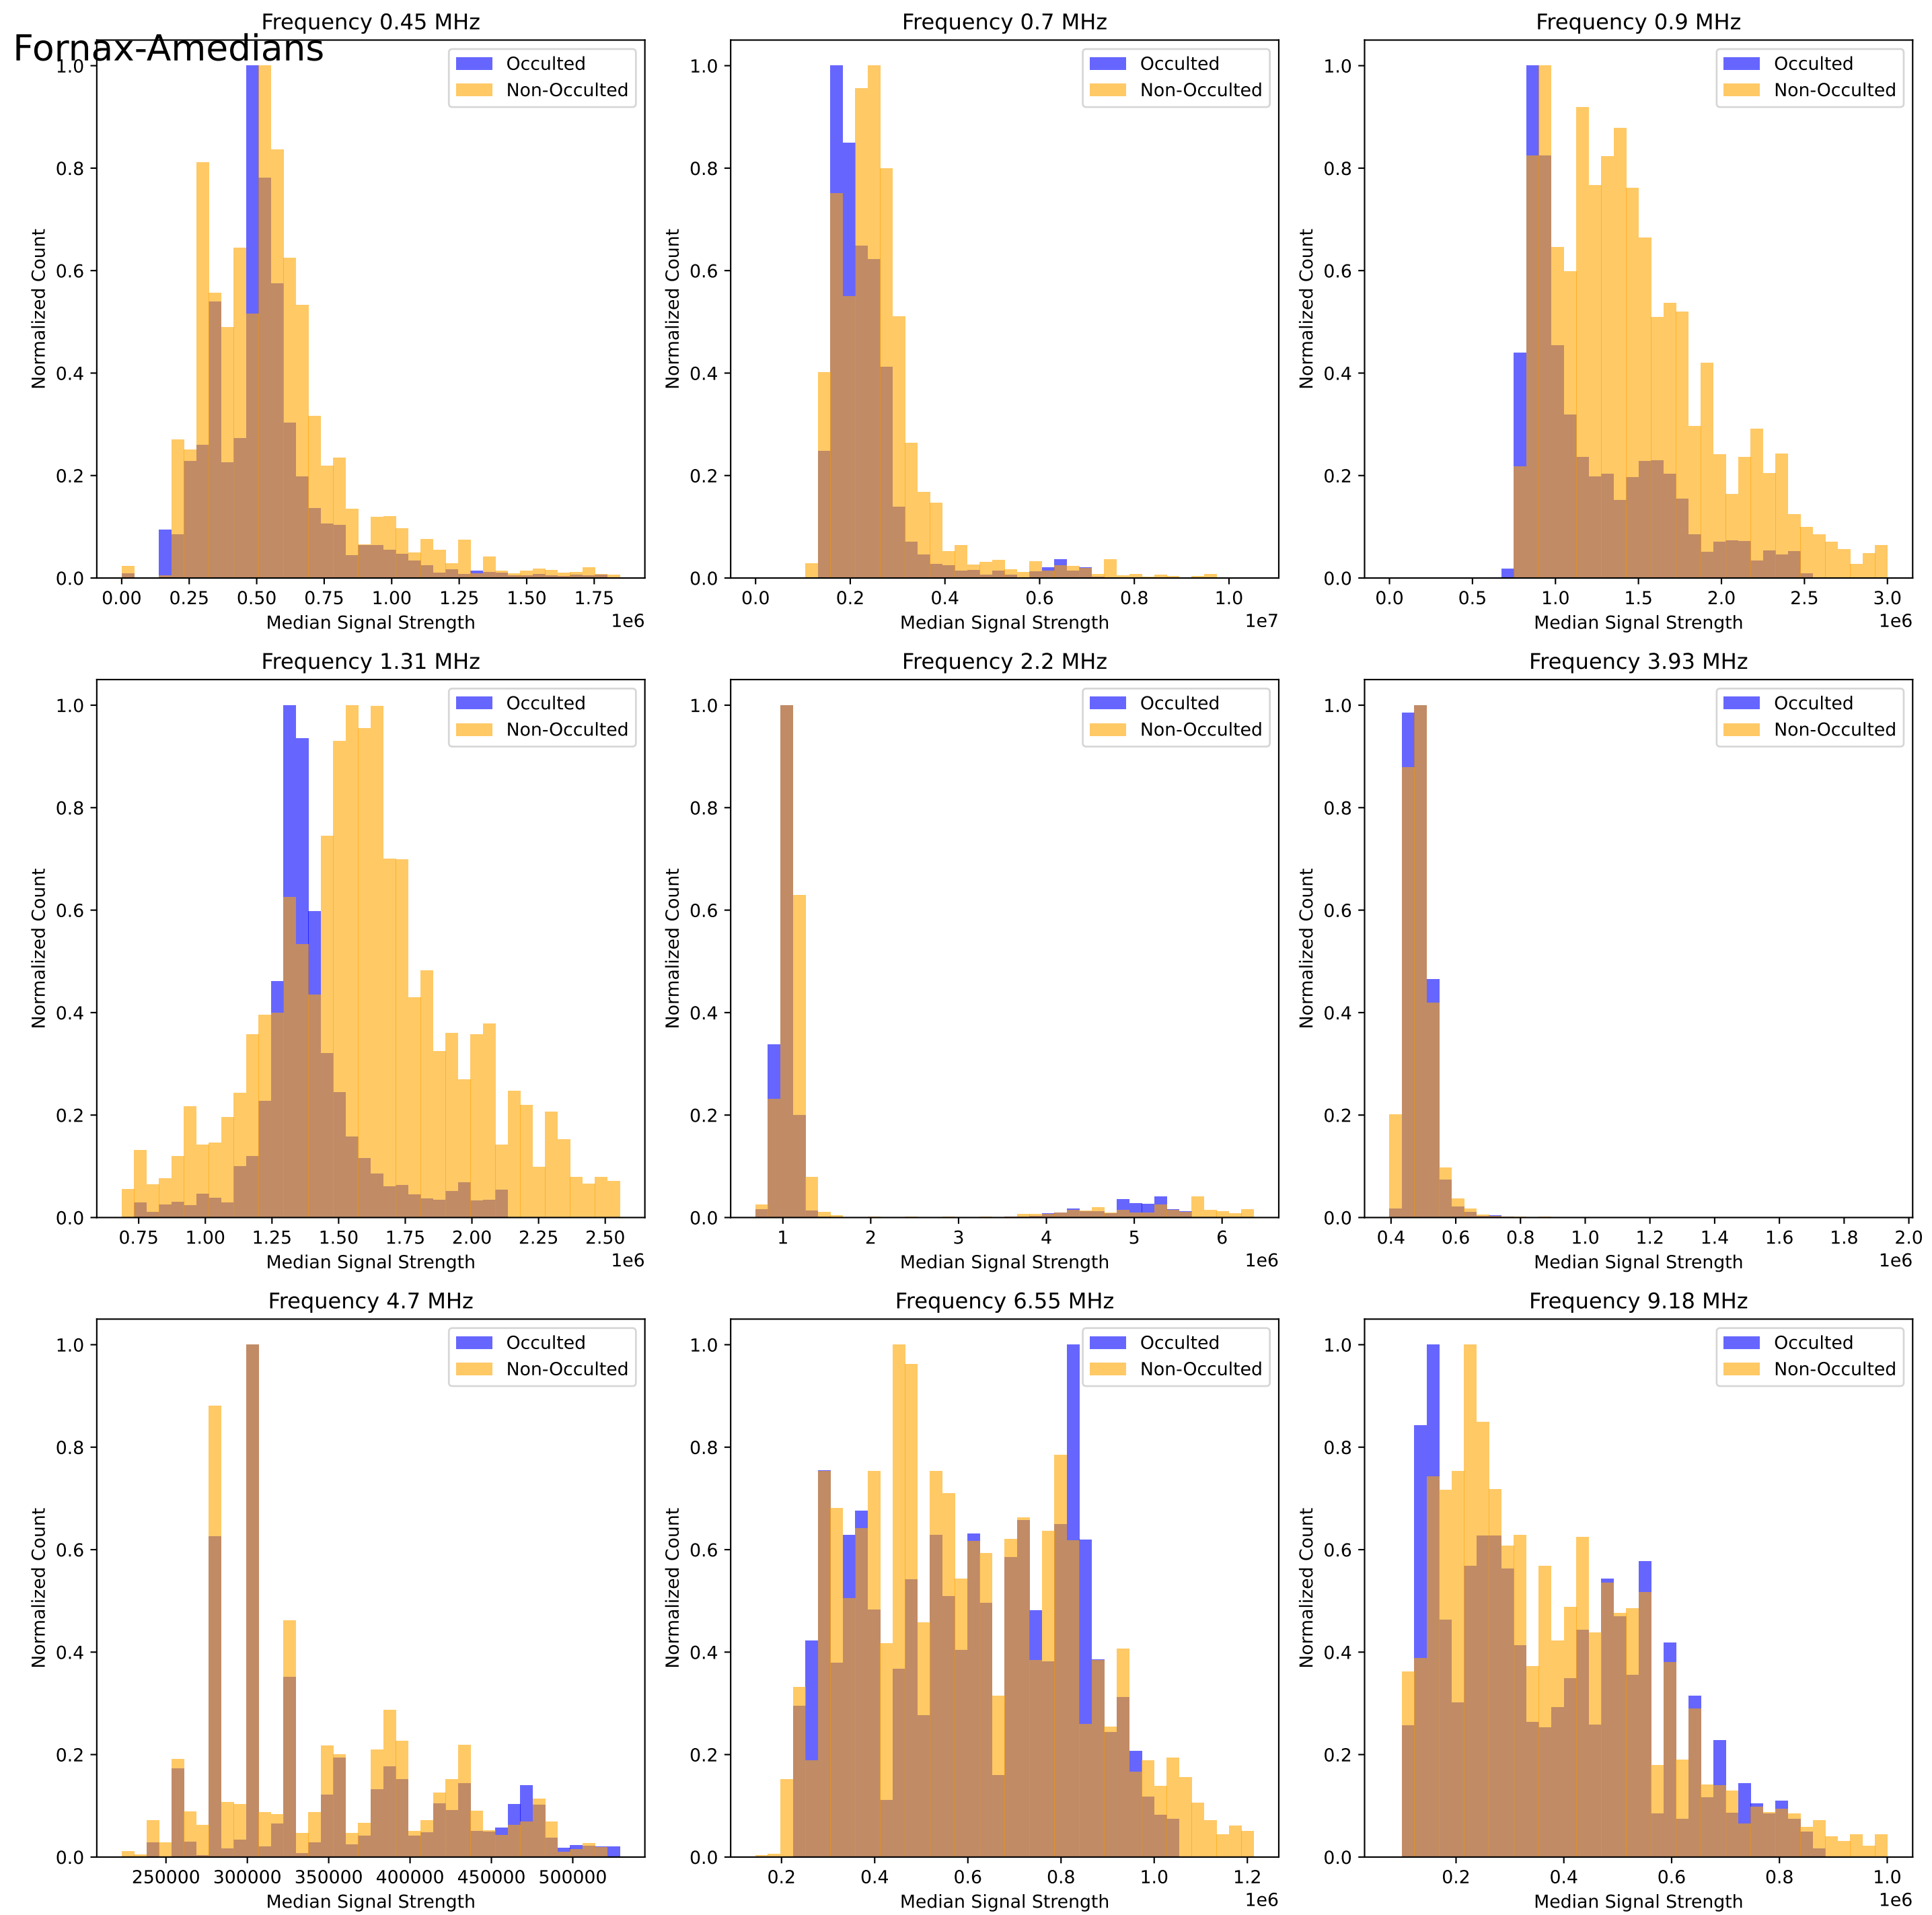 Fornax-Amedians
Frequency 0.45 MHz
Occulted
Non-Occulted
Normalized Count
1.0
0.8
0.6
0.4
0.2
0.0
0.00 0.25 0.50 0.75 1.00 1.25 1.50 1.75
1e6
Median Signal Strength
Frequency 0.7 MHz
Occulted
Non-Occulted
Normalized Count
1.0
0.8
0.6
0.4
0.2
0.0
0.0 0.2 0.4 0.6 0.8 1.0
1e7
Median Signal Strength
Frequency 0.9 MHz
Occulted
Non-Occulted
Normalized Count
1.0
0.8
0.6
0.4
0.2
0.0
0.0 0.5 1.0 1.5 2.0 2.5 3.0
1e6
Median Signal Strength
Frequency 1.31 MHz
Occulted
Non-Occulted
Normalized Count
1.0
0.8
0.6
0.4
0.2
0.0
0.75 1.00 1.25 1.50 1.75 2.00 2.25 2.50
1e6
Median Signal Strength
Frequency 2.2 MHz
Occulted
Non-Occulted
Normalized Count
1.0
0.8
0.6
0.4
0.2
0.0
1 2 3 4 5 6
1e6
Median Signal Strength
Frequency 3.93 MHz
Occulted
Non-Occulted
Normalized Count
1.0
0.8
0.6
0.4
0.2
0.0
0.4 0.6 0.8 1.0 1.2 1.4 1.6 1.8 2.0
1e6
Median Signal Strength
Frequency 4.7 MHz
Occulted
Non-Occulted
Normalized Count
1.0
0.8
0.6
0.4
0.2
0.0
250000 300000 350000 400000 450000 500000
Median Signal Strength
Frequency 6.55 MHz
Occulted
Non-Occulted
Normalized Count
1.0
0.8
0.6
0.4
0.2
0.0
0.2 0.4 0.6 0.8 1.0 1.2
1e6
Median Signal Strength
Frequency 9.18 MHz
Occulted
Non-Occulted
Normalized Count
1.0
0.8
0.6
0.4
0.2
0.0
0.2 0.4 0.6 0.8 1.0
1e6
Median Signal Strength